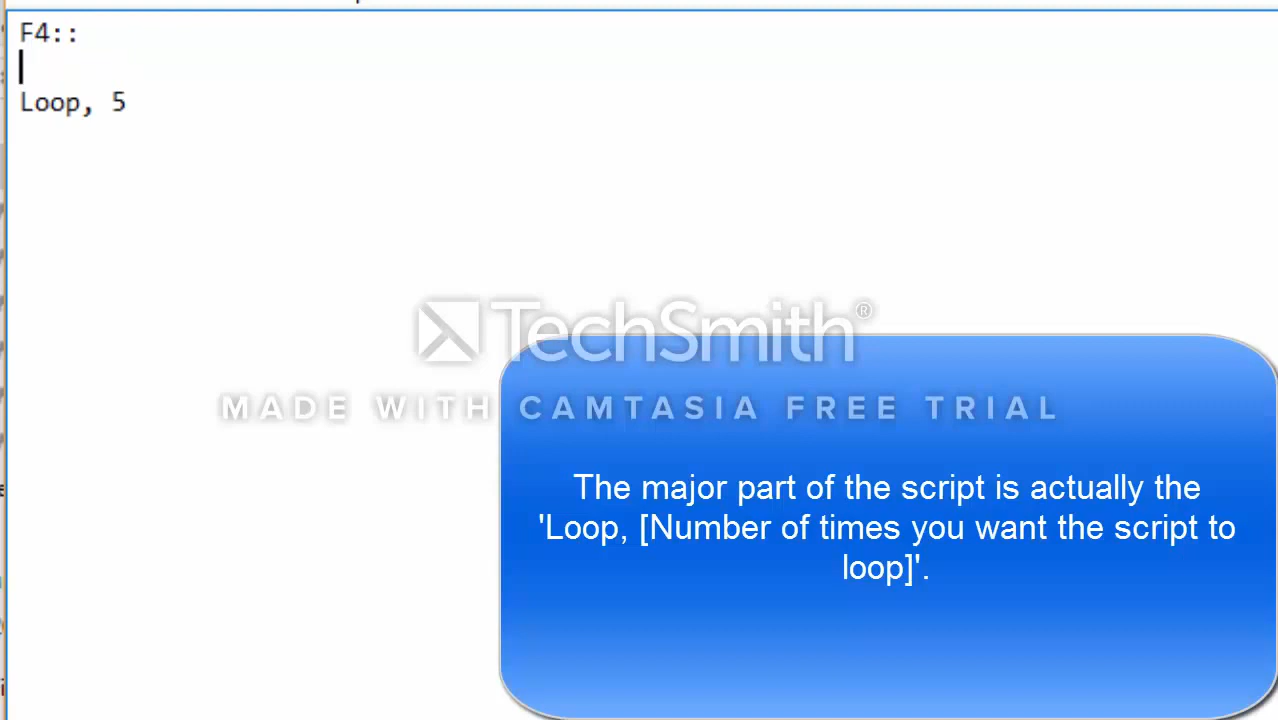 F4::
Loop, 5
TechSmith®
MADE WITH CAMTASIA FREE TRIAL
The major part of the script is actually the
'Loop, [Number of times you want the script to
loop]'.